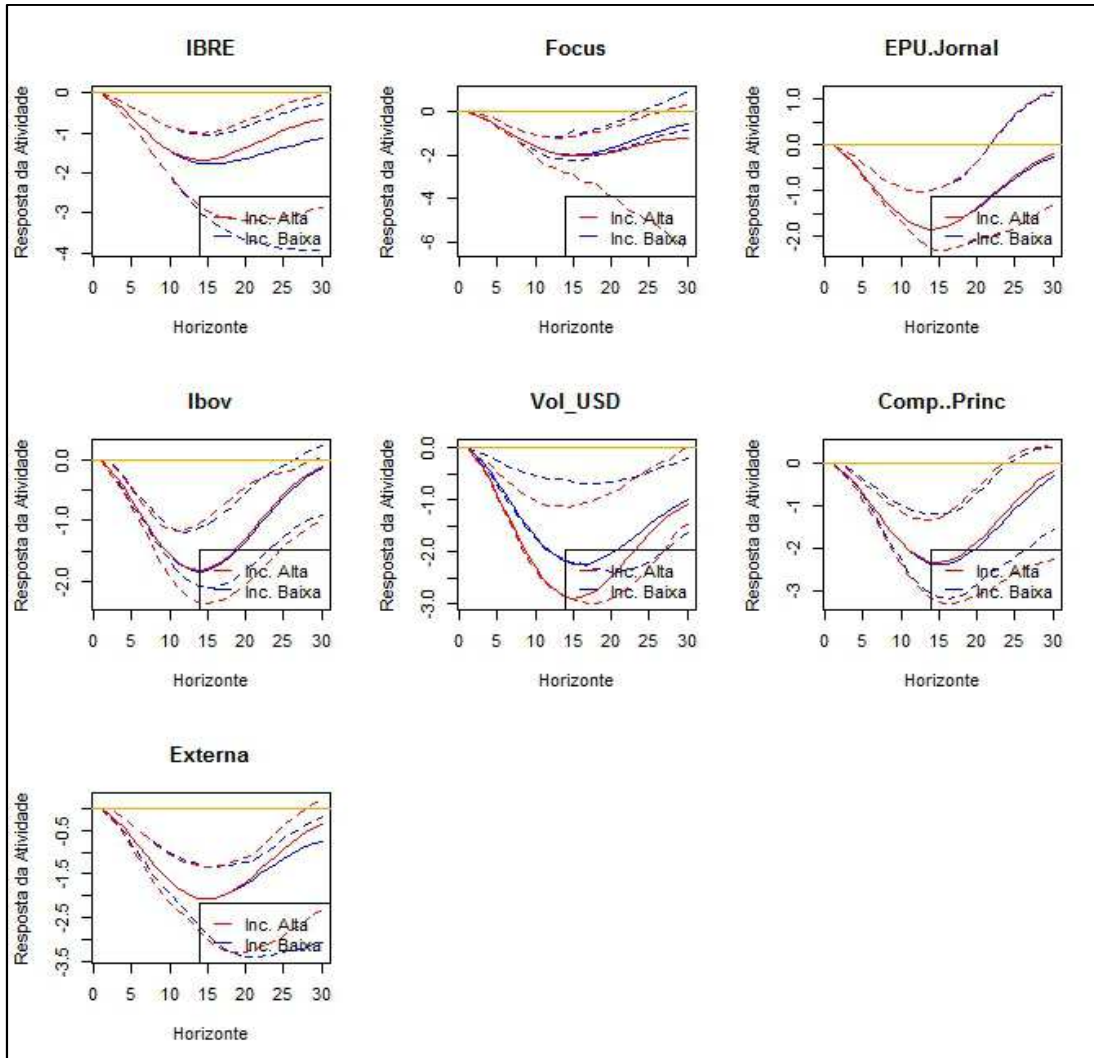 IBRE
Resposta da Atividade
0
-1
-2
-3
-4
Inc. Alta
Inc. Baixa
0 5 10 15 20 25 30
Horizonte
Focus
Resposta da Atividade
0
-2
-4
-6
Inc. Alta
Inc. Baixa
0 5 10 15 20 25 30
Horizonte
EPU.Jornal
Resposta da Atividade
1.0
0.0
-1.0
-2.0
Inc. Alta
Inc. Baixa
0 5 10 15 20 25 30
Horizonte
Ibov
Resposta da Atividade
0.0
-1.0
-2.0
Inc. Alta
Inc. Baixa
0 5 10 15 20 25 30
Horizonte
Vol_USD
Resposta da Atividade
0.0
-1.0
-2.0
-3.0
Inc. Alta
Inc. Baixa
0 5 10 15 20 25 30
Horizonte
Comp..Princ
Resposta da Atividade
0
-1
-2
-3
Inc. Alta
Inc. Baixa
0 5 10 15 20 25 30
Horizonte
Externa
Resposta da Atividade
-0.5
-1.5
-2.5
-3.5
Inc. Alta
Inc. Baixa
0 5 10 15 20 25 30
Horizonte